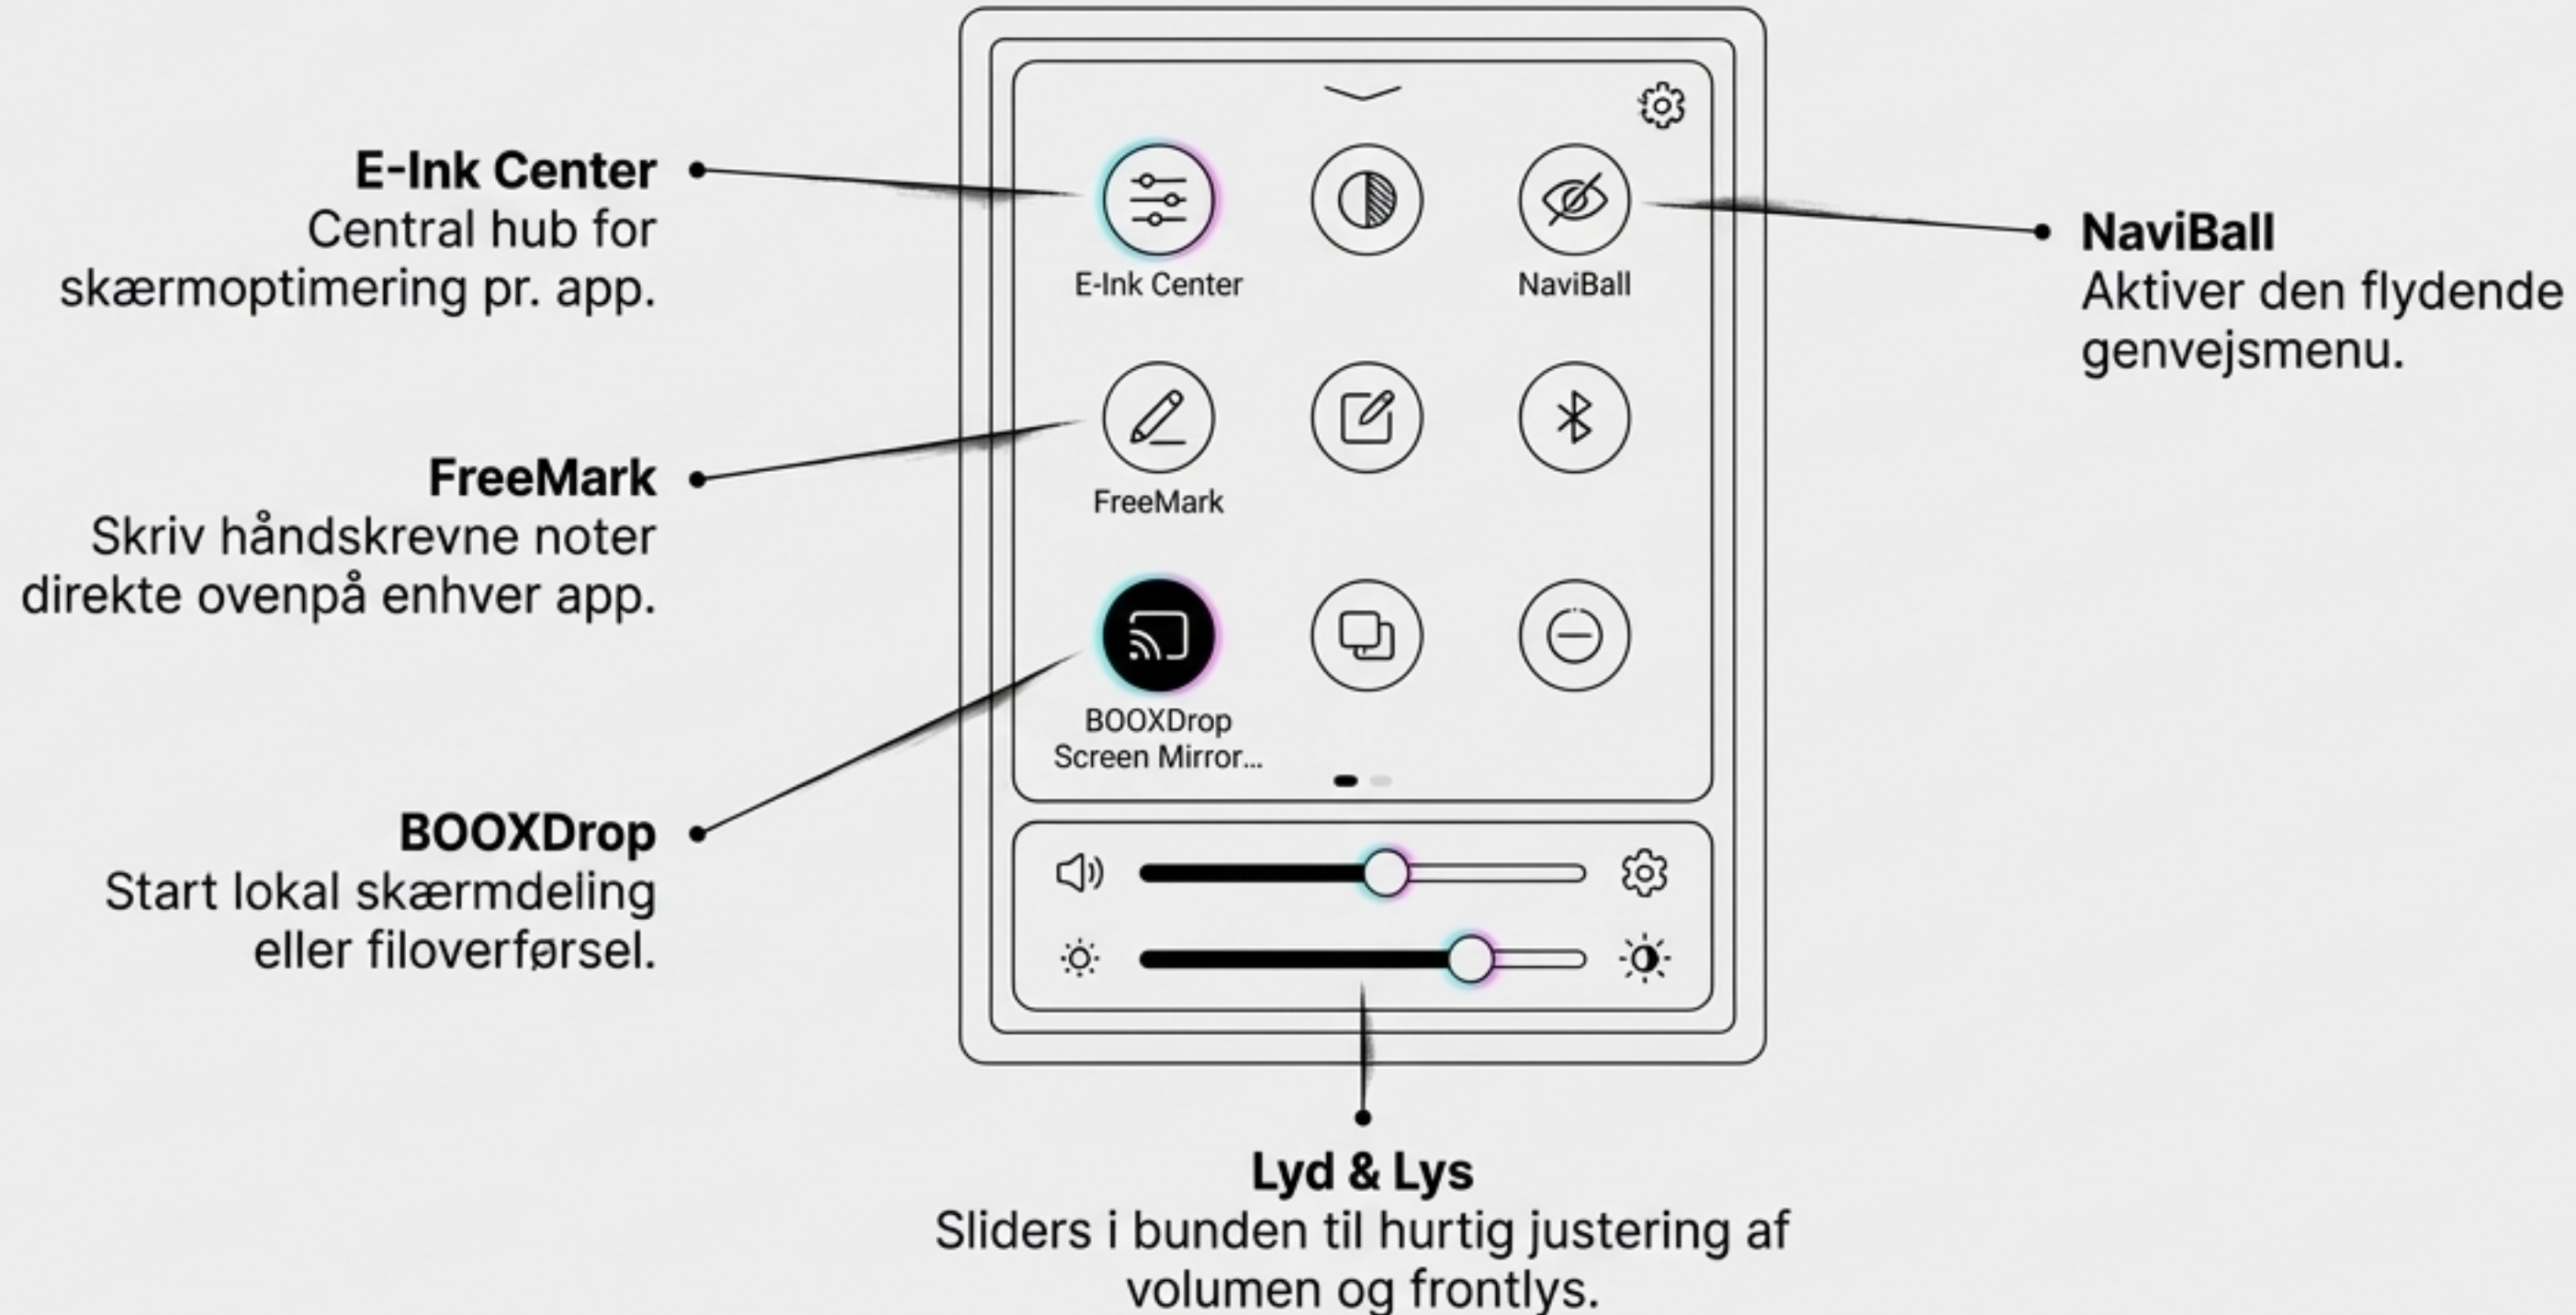 E-Ink Center
Central hub for
skærmoptimering pr. app.
FreeMark
Skriv håndskrevne noter
direkte ovenpå enhver app.
BOOXDrop
Start lokal skærmdeling
eller filoverførsel.
E-Ink Center
NaviBall
FreeMark
BOOXDrop
Screen Mirror...
NaviBall
Aktiver den flydende
genvejsmenu.
Lyd & Lys
Sliders i bunden til hurtig justering af
volumen og frontlys.